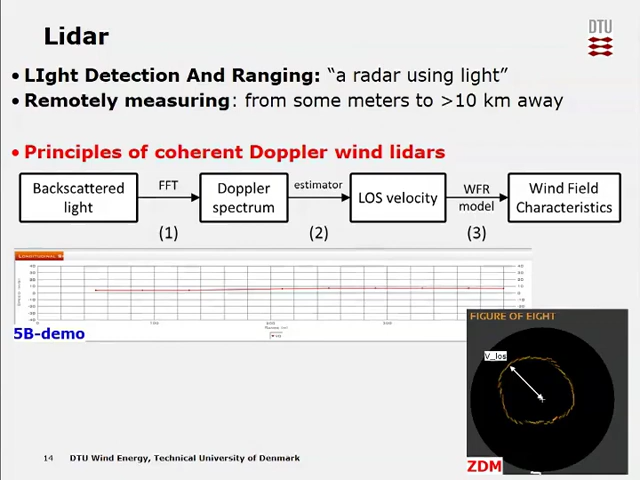 Lidar
DTU
• LIght Detection And Ranging: “a radar using light”
• Remotely measuring: from some meters to >10 km away
• Principles of coherent Doppler wind lidars
Backscattered light
FFT
Doppler spectrum
estimator
LOS velocity
WFR model
Wind Field Characteristics
(1)
(2)
(3)
5B-demo
FIGURE OF EIGHT
V_los
ZDM
14 DTU Wind Energy, Technical University of Denmark